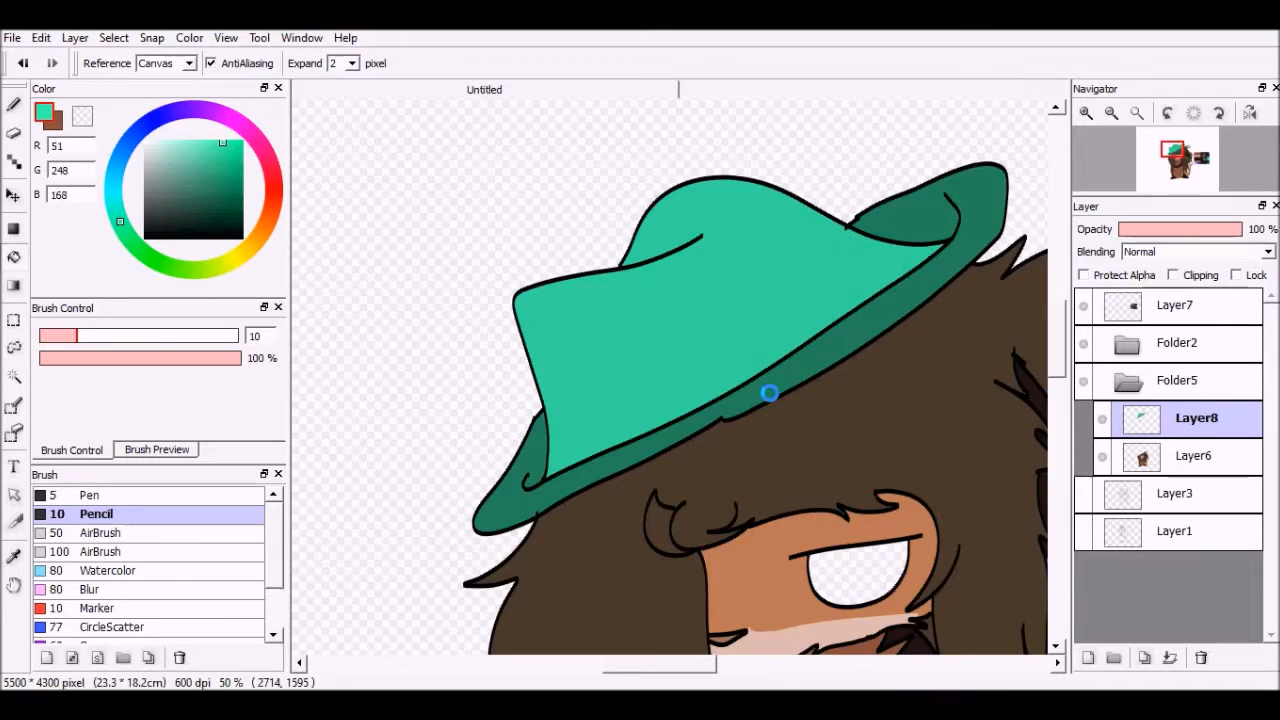 File Edit Layer Select Snap Color View Tool Window Help
Reference Canvas AntiAliasing Expand 2 pixel
Color
Untitled
R 51
G 248
B 168
Brush Control
10
100 %
Brush Control Brush Preview
Brush
5 Pen
10 Pencil
50 AirBrush
100 AirBrush
80 Watercolor
80 Blur
10 Marker
77 CircleScatter
T
5500 * 4300 pixel (23.3 * 18.2cm) 600 dpi 50 % ( 2714, 1595 )
Navigator
Layer
Opacity 100 %
Blending Normal
Protect Alpha Clipping Lock
Layer7
Folder2
Folder5
Layer8
Layer6
Layer3
Layer1